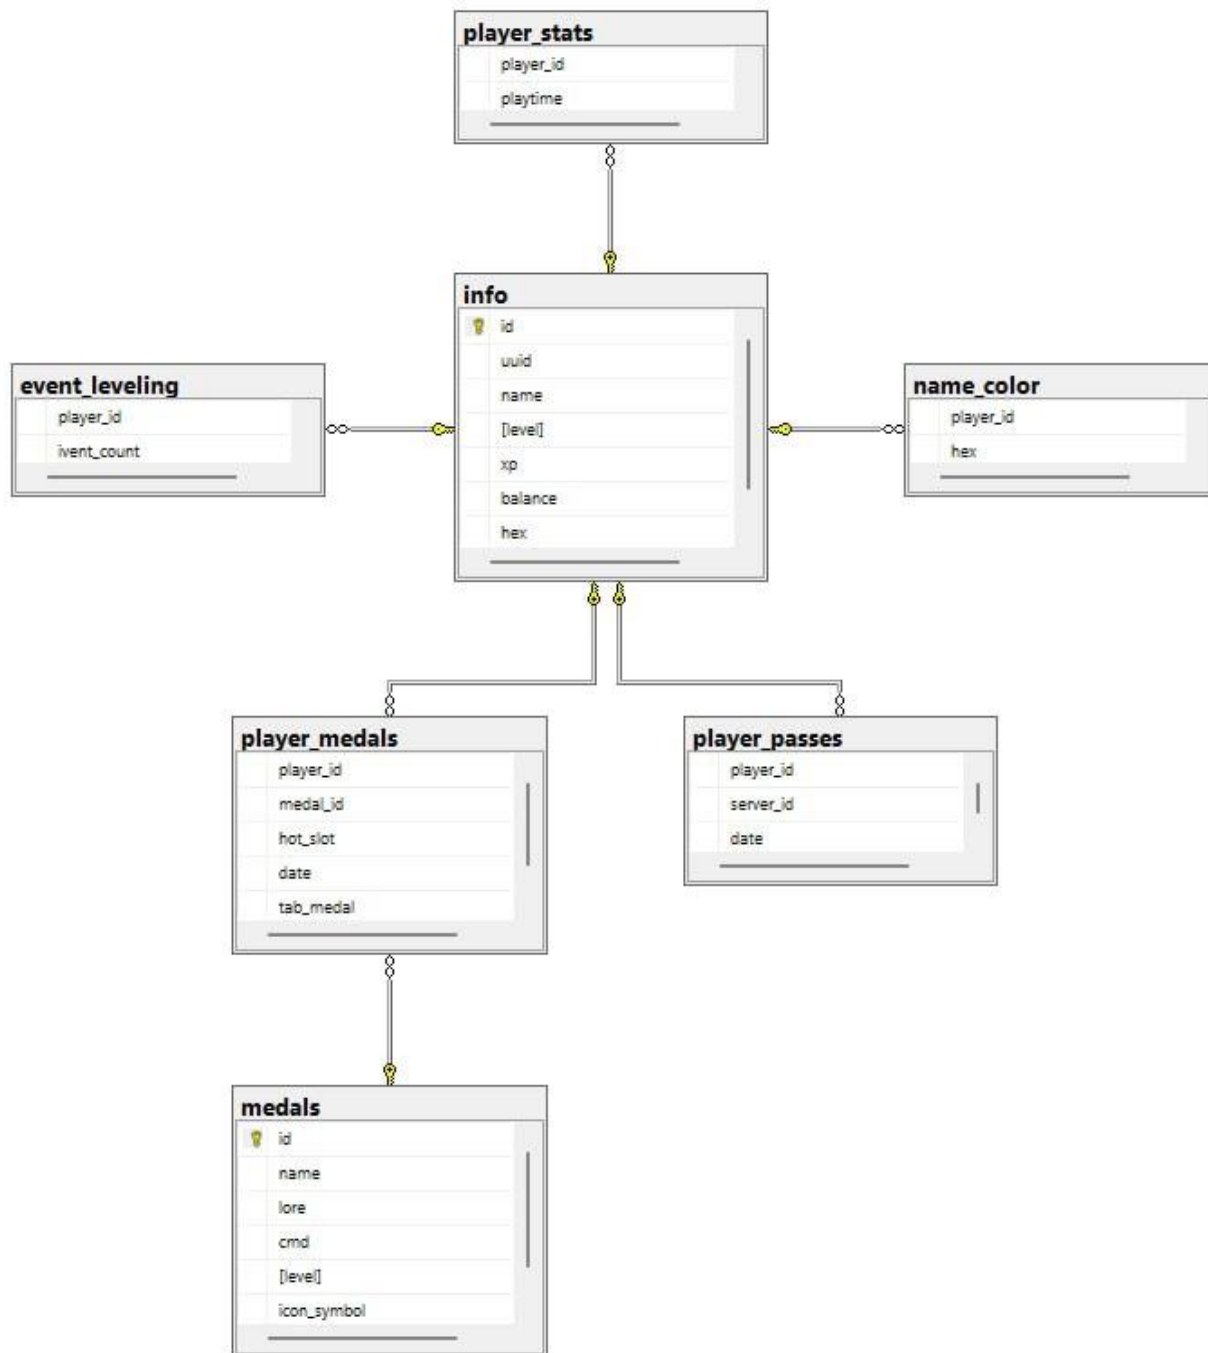 player_stats
player_id
playtime
info
id
uuid
name
[level]
xp
balance
hex
event_leveling
player_id
ivent_count
name_color
player_id
hex
player_medals
player_id
medal_id
hot_slot
date
tab_medal
player_passes
player_id
server_id
date
medals
id
name
lore
cmd
[level]
icon_symbol